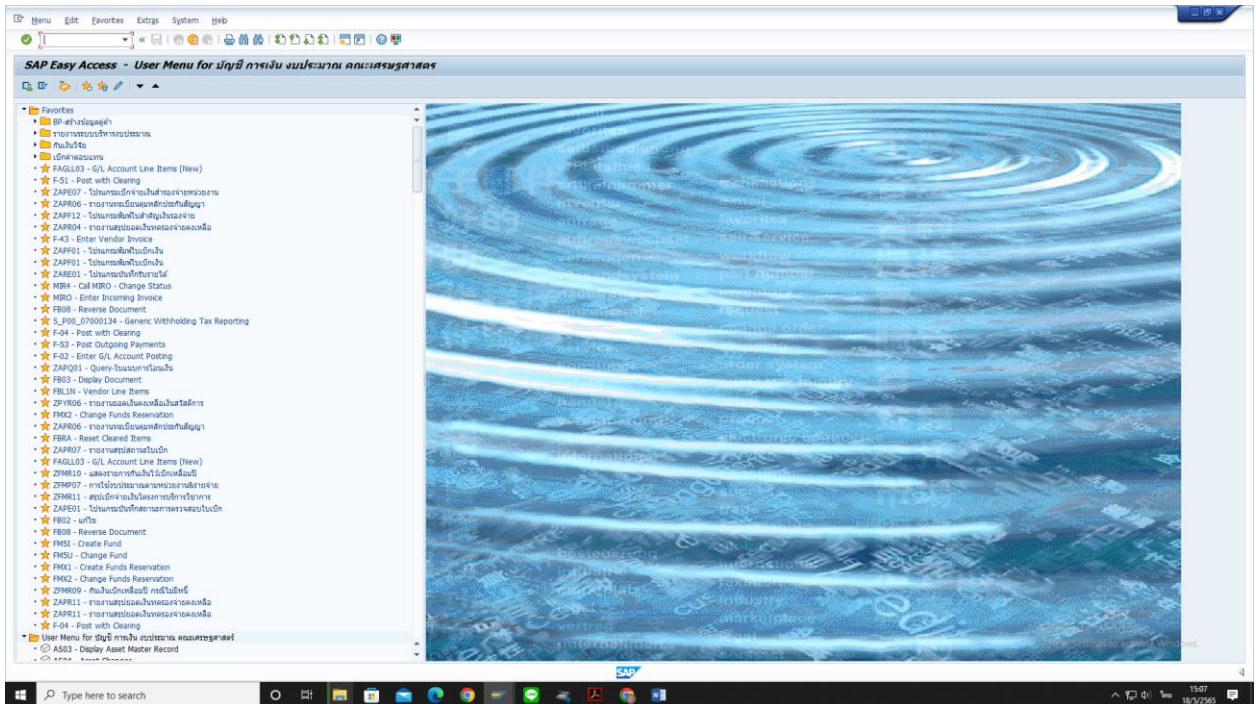 Menu Edit Favorites Extras System Help
SAP Easy Access - User Menu for บัญชี การเงิน งบประมาณ คณะเศรษฐศาสตร์
Favorites
BP-สร้างข้อมูลคู่ค้า
รายงานระบบบริหารงบประมาณ
กันเงินวิจัย
เบิกค่าตอบแทน
FAGLL03 - G/L Account Line Items (New)
F-51 - Post with Clearing
ZAPE07 - โปรแกรมเบิกจ่ายเงินสำรองจ่ายหน่วยงาน
ZAPR06 - รายงานทะเบียนคุมหลักประกันสัญญา
ZAPF12 - โปรแกรมพิมพ์ใบสำคัญเงินรองจ่าย
ZAPR04 - รายงานสรุปยอดเงินทดรองจ่ายคงเหลือ
F-43 - Enter Vendor Invoice
ZAPF01 - โปรแกรมพิมพ์ใบเบิกเงิน
ZAPF01 - โปรแกรมพิมพ์ใบเบิกเงิน
ZARE01 - โปรแกรมบันทึกรับรายได้
MIR4 - Call MIRO - Change Status
MIRO - Enter Incoming Invoice
FB08 - Reverse Document
S_P00_07000134 - Generic Withholding Tax Reporting
F-04 - Post with Clearing
F-53 - Post Outgoing Payments
F-02 - Enter G/L Account Posting
ZAPQ01 - Query-ใบแนบการโอนเงิน
FB03 - Display Document
FBL1N - Vendor Line Items
ZPYR06 - รายงานยอดเงินคงเหลือเงินสวัสดิการ
FMX2 - Change Funds Reservation
ZAPR06 - รายงานทะเบียนคุมหลักประกันสัญญา
FBRA - Reset Cleared Items
ZAPR07 - รายงานสรุปสถานะใบเบิก
FAGLL03 - G/L Account Line Items (New)
ZFMR10 - แสดงรายการกันเงินไว้เบิกเหลื่อมปี
ZFMP07 - การใช้งบประมาณตามหน่วยงาน&รายจ่าย
ZFMR11 - สรุปเบิกจ่ายเงินโครงการบริการวิชาการ
ZAPE01 - โปรแกรมบันทึกสถานะการตรวจสอบใบเบิก
FB02 - แก้ไข
FB08 - Reverse Document
FM5I - Create Fund
FM5U - Change Fund
FMX1 - Create Funds Reservation
FMX2 - Change Funds Reservation
ZFMR09 - กันเงินเบิกเหลื่อมปี กรณีไม่มีหนี้
ZAPR11 - รายงานสรุปยอดเงินทดรองจ่ายคงเหลือ
ZAPR11 - รายงานสรุปยอดเงินทดรองจ่ายคงเหลือ
F-04 - Post with Clearing
User Menu for บัญชี การเงิน งบประมาณ คณะเศรษฐศาสตร์
AS03 - Display Asset Master Record
SAP
Type here to search
15:07
18/5/2565